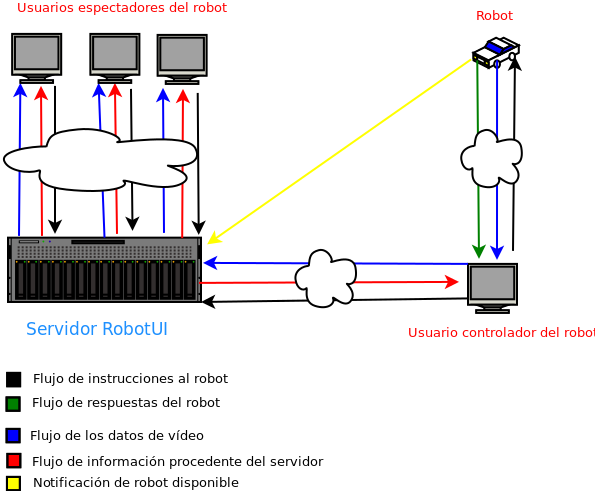 Usuarios espectadores del robot
Robot
Servidor RobotUI
Usuario controlador del robot
Flujo de instrucciones al robot
Flujo de respuestas del robot
Flujo de los datos de vídeo
Flujo de información procedente del servidor
Notificación de robot disponible